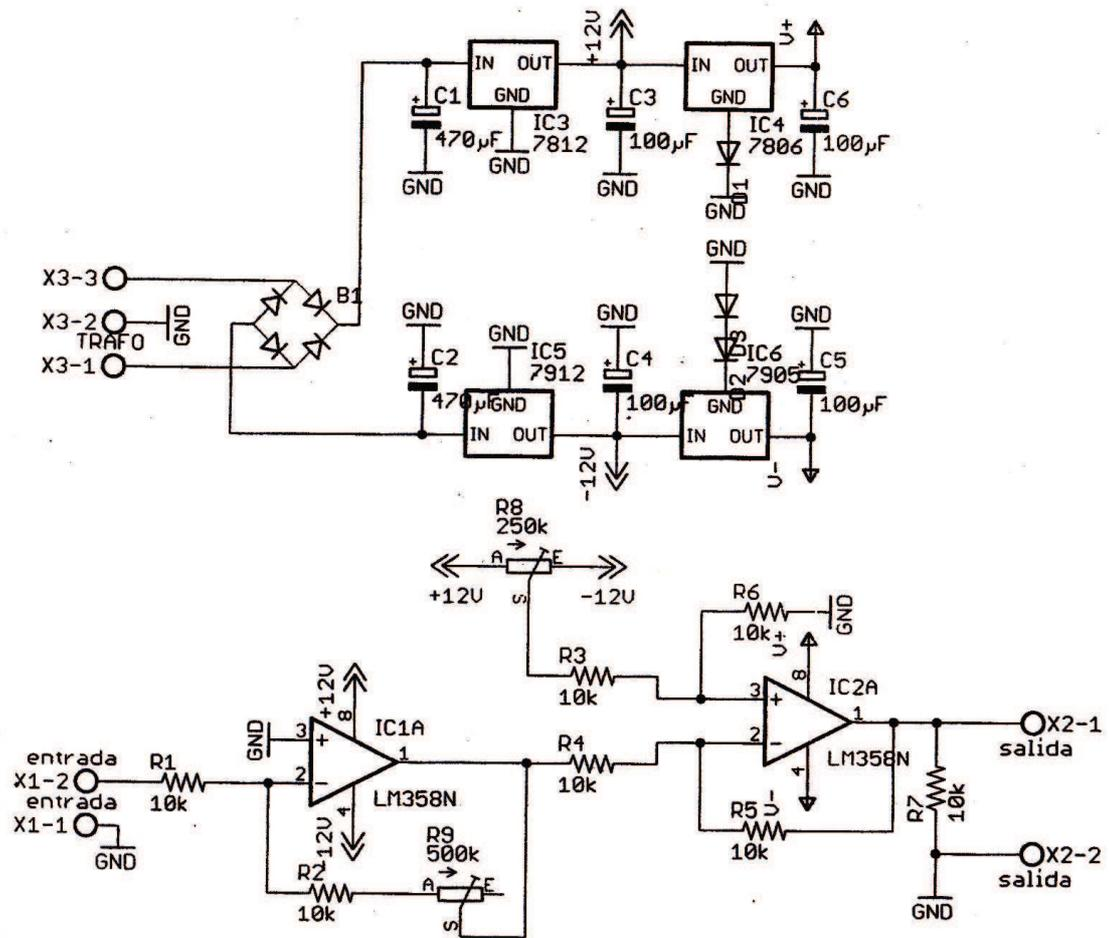 +12V
V+
IN OUT
GND
IN OUT
GND
C1
470µF
IC3
7812
C3
100µF
IC4
7806
C6
100µF
GND
GND
GND
D1
GND
GND
GND
X3-3
X3-2
TRAFO
X3-1
GND
B1
GND
GND
GND
GND
C2
470µF
IC5
7912
C4
100µF
D3
D2
IC6
7905
C5
100µF
GND
IN OUT
GND
IN OUT
-12V
V-
R8
250k
A E
S
+12V
-12V
R6
10k
GND
V+
R3
10k
8
3
+
IC2A
1
2
-
LM358N
4
V-
X2-1
salida
+12V
8
IC1A
GND
3
+
1
R4
10k
entrada
X1-2
R1
10k
2
-
LM358N
4
-12V
entrada
X1-1
GND
R9
500k
A E
S
R2
10k
R5
10k
R7
10k
X2-2
salida
GND